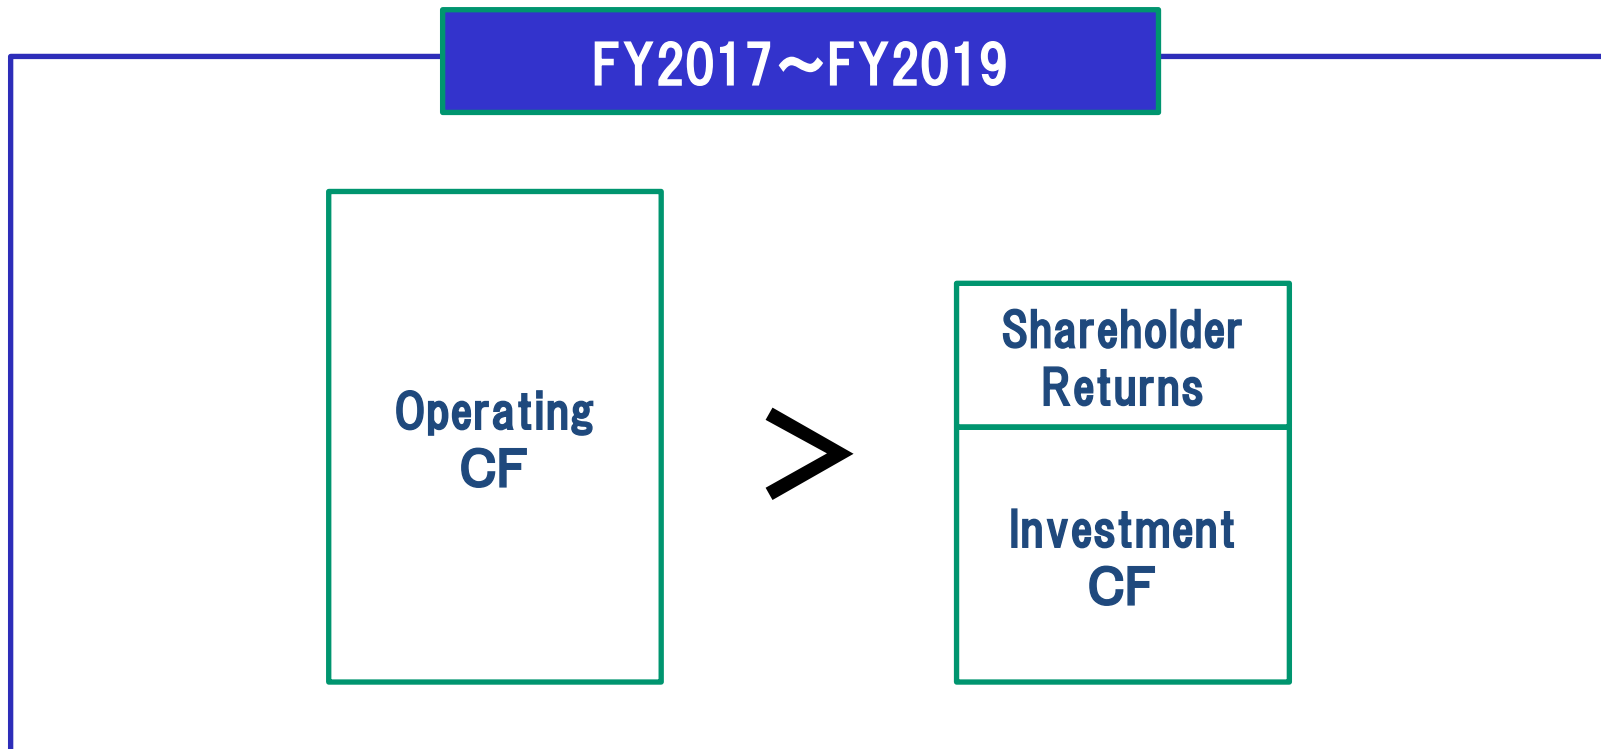 FY2017～FY2019
Operating
CF
>
Shareholder
Returns
Investment
CF